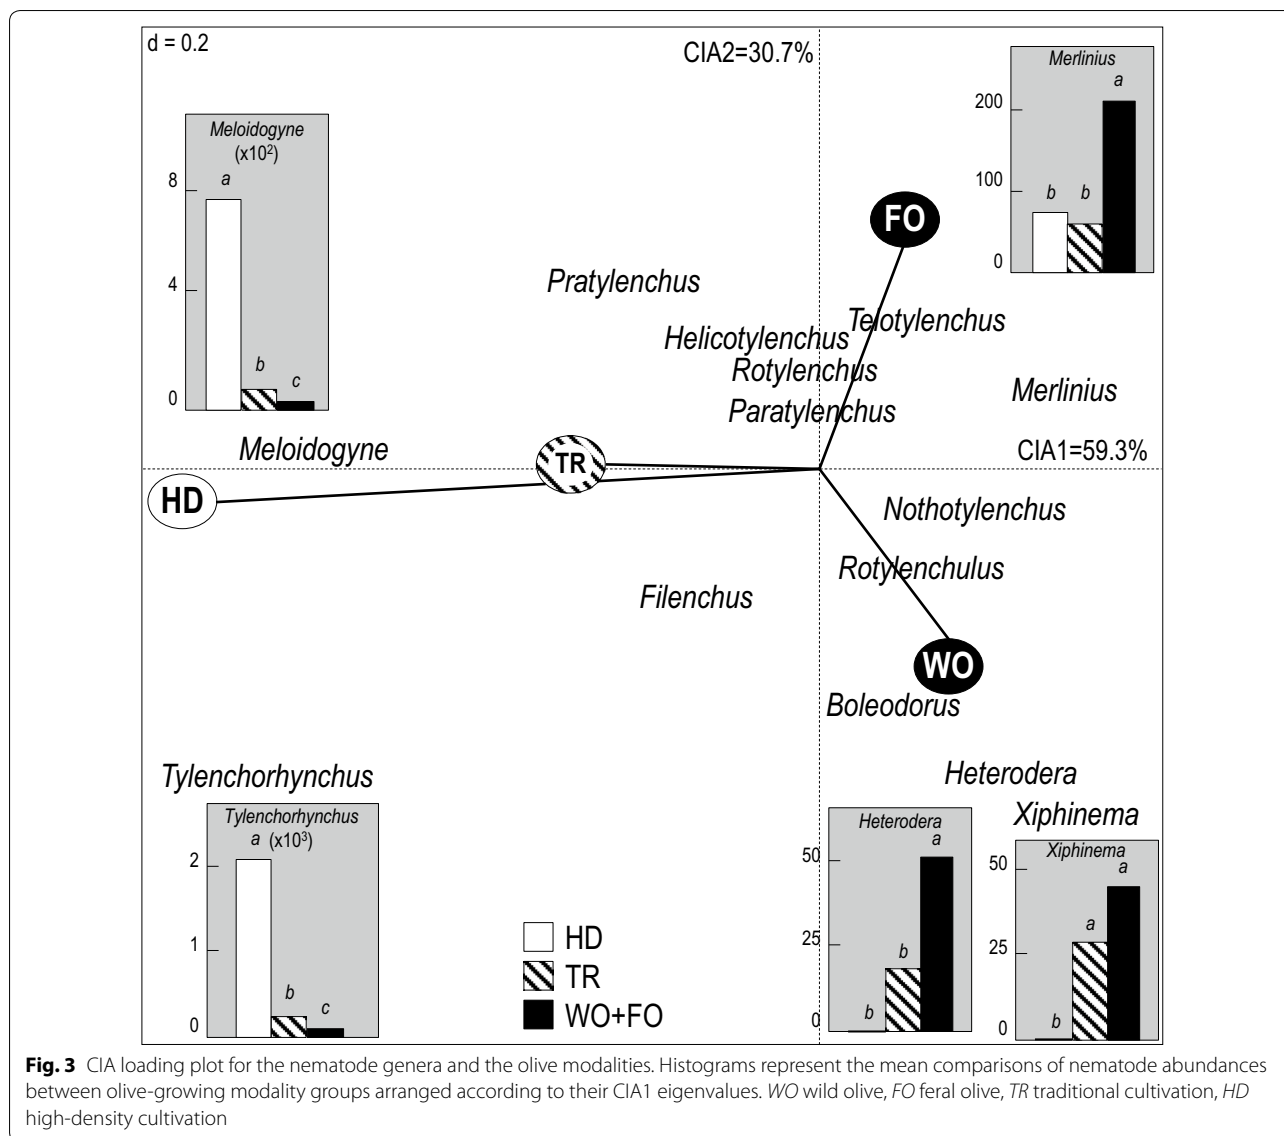 d = 0.2
CIA2=30.7%
Merlinius
a
200
100
b
b
0
Meloidogyne
(x10²)
a
8
4
b
c
0
FO
Pratylenchus
Telotylenchus
Helicotylenchus
Rotylenchus
Merlinius
Paratylenchus
Meloidogyne
CIA1=59.3%
TR
HD
Nothotylenchus
Rotylenchulus
Filenchus
WO
Boleodorus
Tylenchorhynchus
Heterodera
Xiphinema
Tylenchorhynchus
a (x10³)
2
1
b
c
0
HD
TR
WO+FO
Heterodera
a
50
25
b
b
0
Xiphinema
a
50
a
25
b
0
Fig. 3 CIA loading plot for the nematode genera and the olive modalities. Histograms represent the mean comparisons of nematode abundances
between olive-growing modality groups arranged according to their CIA1 eigenvalues. WO wild olive, FO feral olive, TR traditional cultivation, HD
high-density cultivation